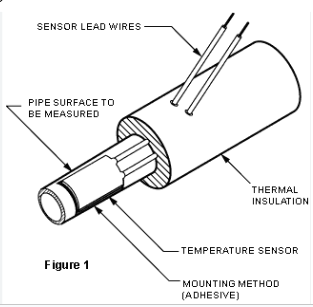 SENSOR LEAD WIRES
PIPE SURFACE TO
BE MEASURED
THERMAL
INSULATION
TEMPERATURE SENSOR
Figure 1
MOUNTING METHOD
(ADHESIVE)